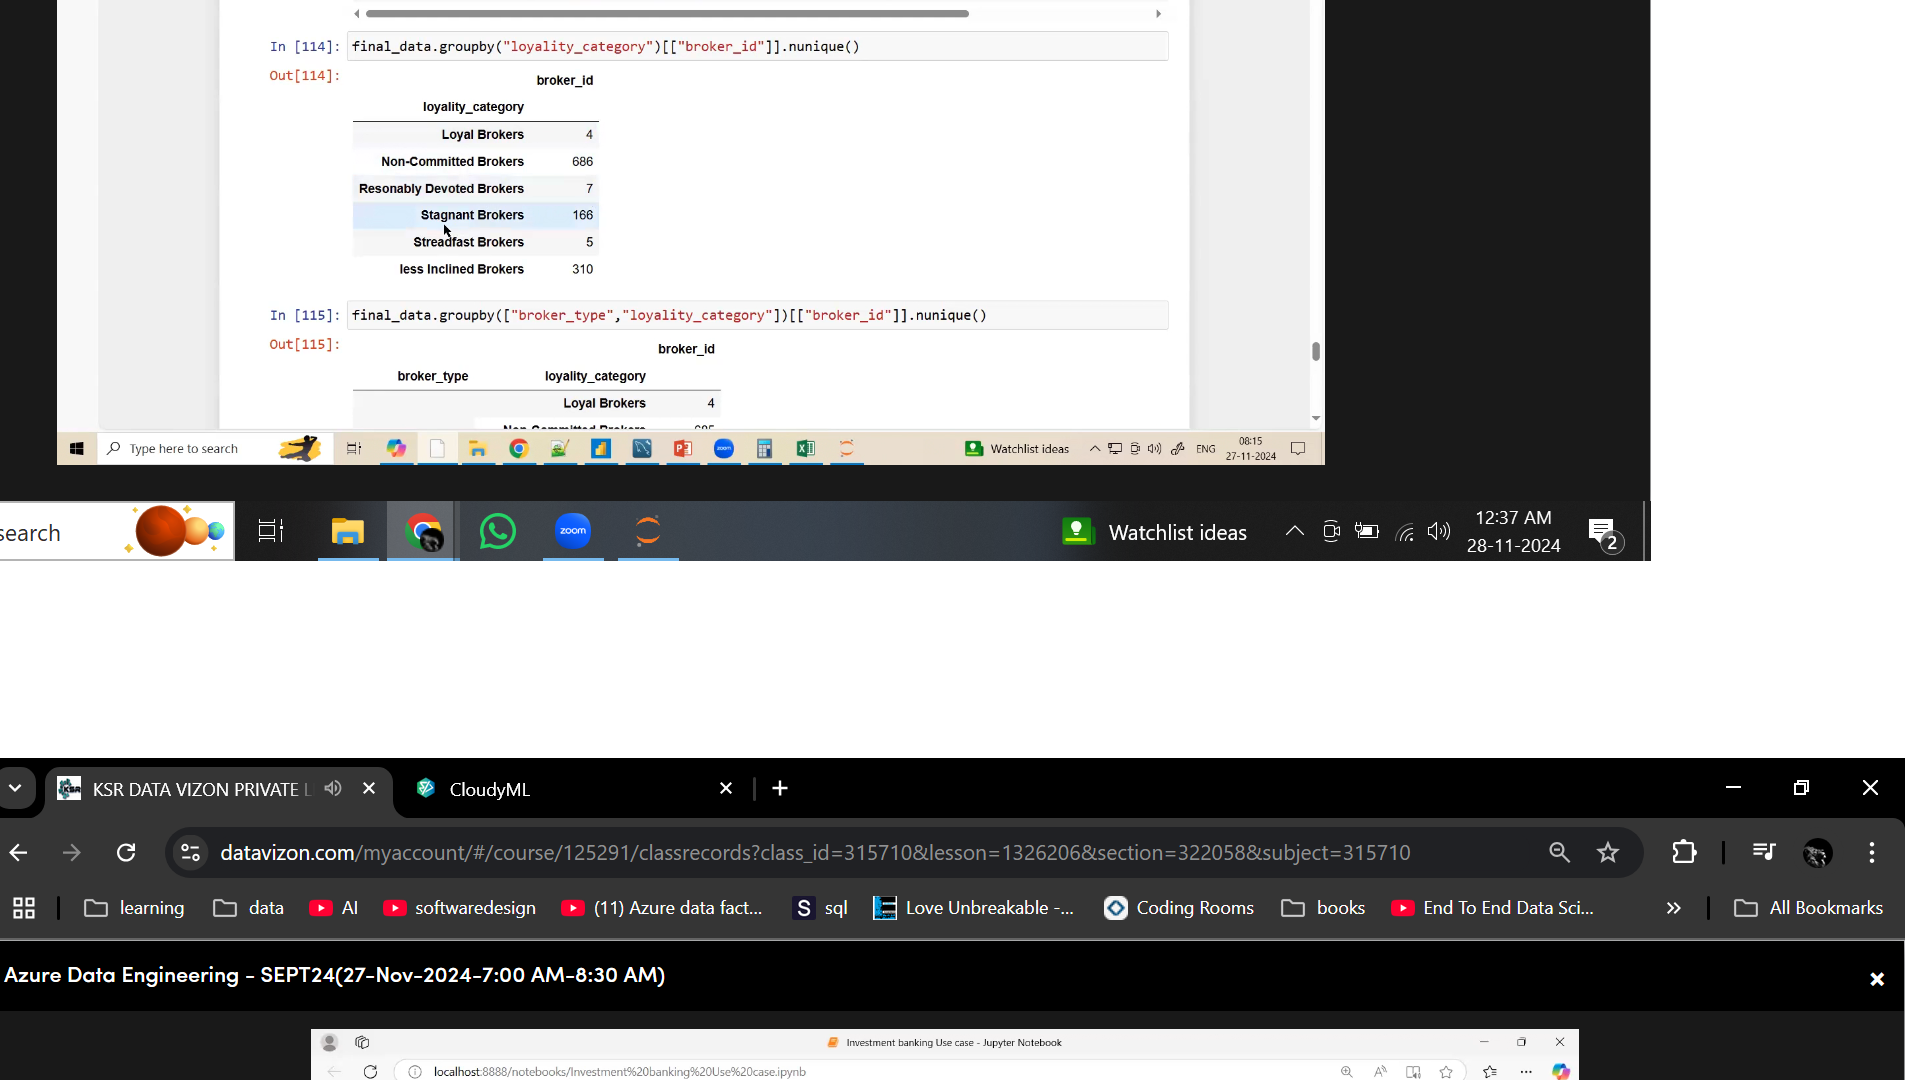 In [114]: final_data.groupby("loyality_category")[["broker_id"]].nunique()
Out[114]:
broker_id
loyality_category
Loyal Brokers 4
Non-Committed Brokers 686
Resonably Devoted Brokers 7
Stagnant Brokers 166
Streadfast Brokers 5
less Inclined Brokers 310
In [115]: final_data.groupby(["broker_type","loyality_category"])[["broker_id"]].nunique()
Out[115]:
broker_id
broker_type loyality_category
Loyal Brokers 4
Non-Committed Brokers 685
Type here to search
Watchlist ideas
ENG
08:15
27-11-2024
search
zoom
Watchlist ideas
12:37 AM
28-11-2024
2
KSR DATA VIZON PRIVATE L
CloudyML
datavizon.com/myaccount/#/course/125291/classrecords?class_id=315710&lesson=1326206&section=322058&subject=315710
learning
data
AI
softwaredesign
(11) Azure data fact...
S sql
Love Unbreakable -...
Coding Rooms
books
End To End Data Sci...
All Bookmarks
Azure Data Engineering - SEPT24(27-Nov-2024-7:00 AM-8:30 AM)
Investment banking Use case - Jupyter Notebook
localhost:8888/notebooks/Investment%20banking%20Use%20case.ipynb